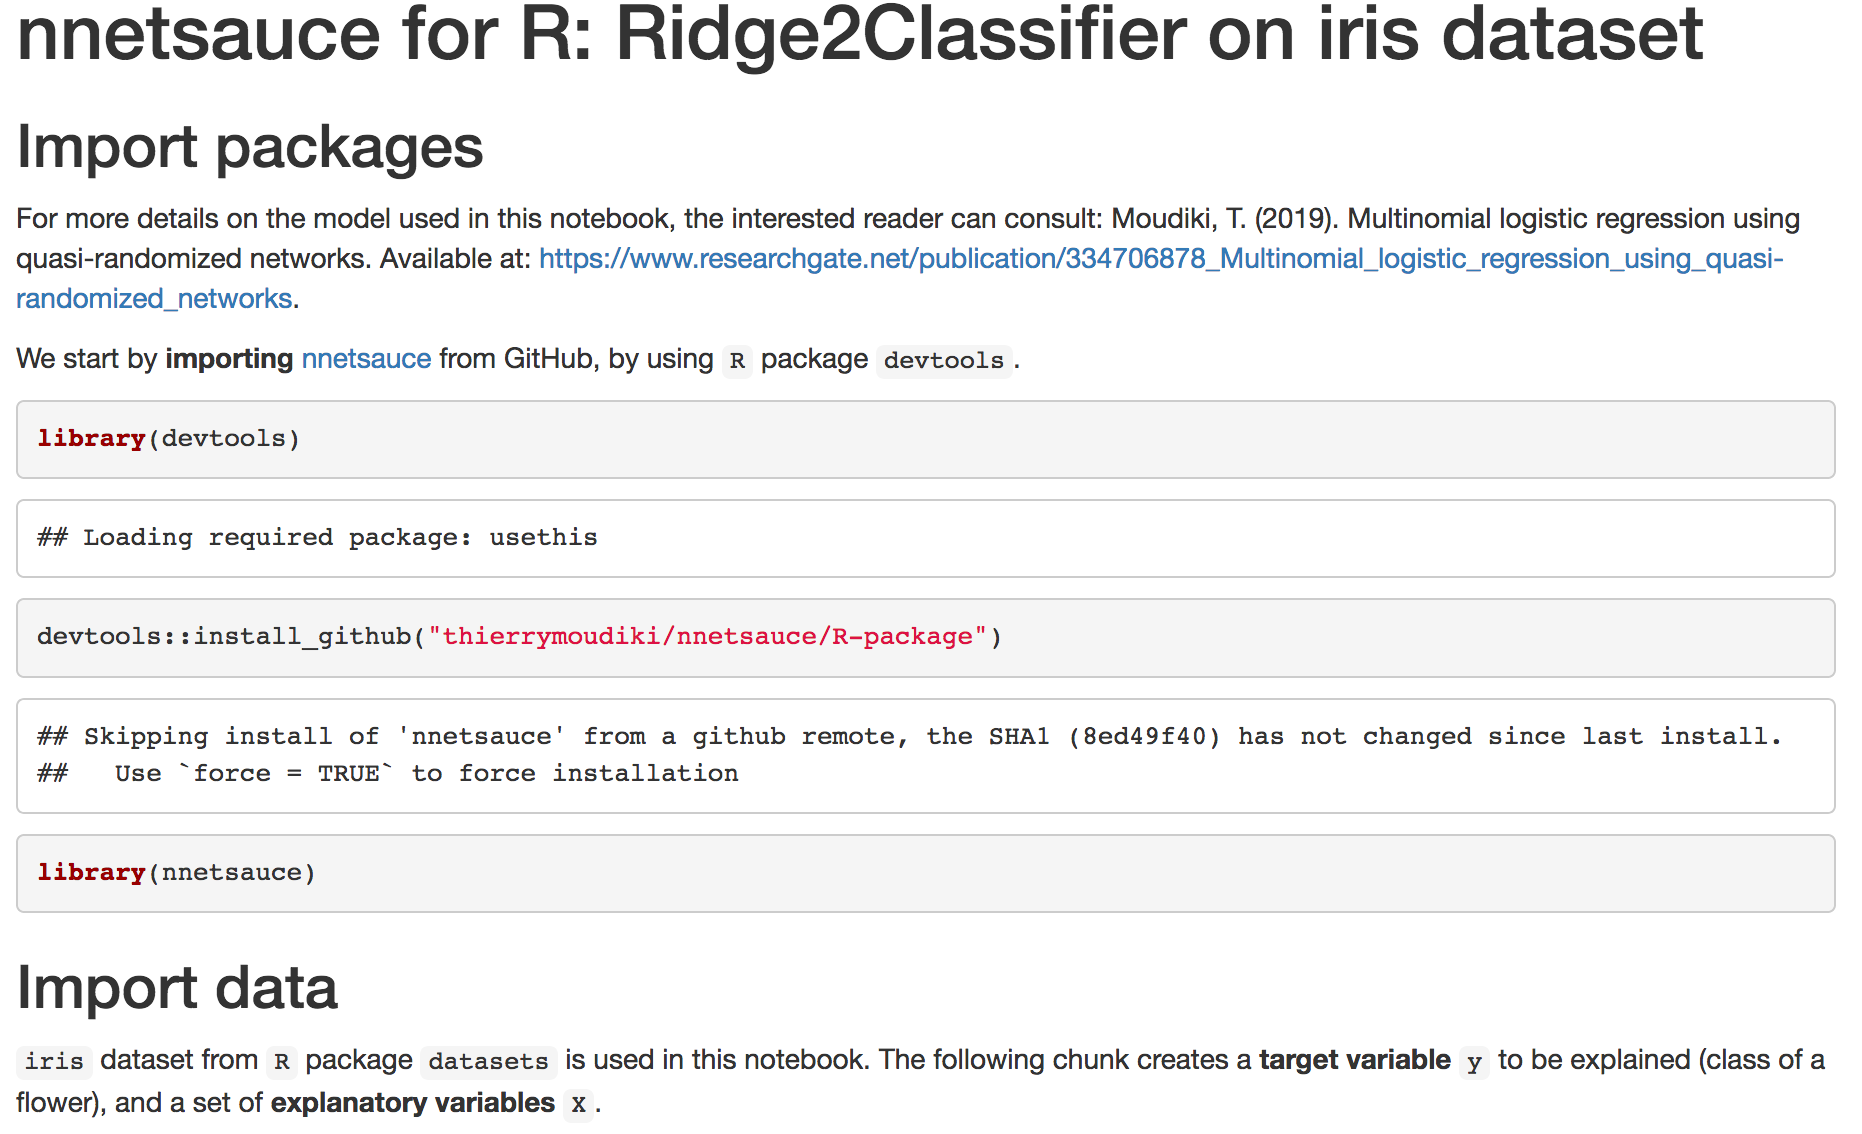 nnetsauce for R: Ridge2Classifier on iris dataset
Import packages
For more details on the model used in this notebook, the interested reader can consult: Moudiki, T. (2019). Multinomial logistic regression using
quasi-randomized networks. Available at: https://www.researchgate.net/publication/334706878_Multinomial_logistic_regression_using_quasi-
randomized_networks.
We start by importing nnetsauce from GitHub, by using R package devtools.
library(devtools)
## Loading required package: usethis
devtools::install_github("thierrymoudiki/nnetsauce/R-package")
## Skipping install of 'nnetsauce' from a github remote, the SHA1 (8ed49f40) has not changed since last install.
##   Use `force = TRUE` to force installation
library(nnetsauce)
Import data
iris dataset from R package datasets is used in this notebook. The following chunk creates a target variable y to be explained (class of a
flower), and a set of explanatory variables X.